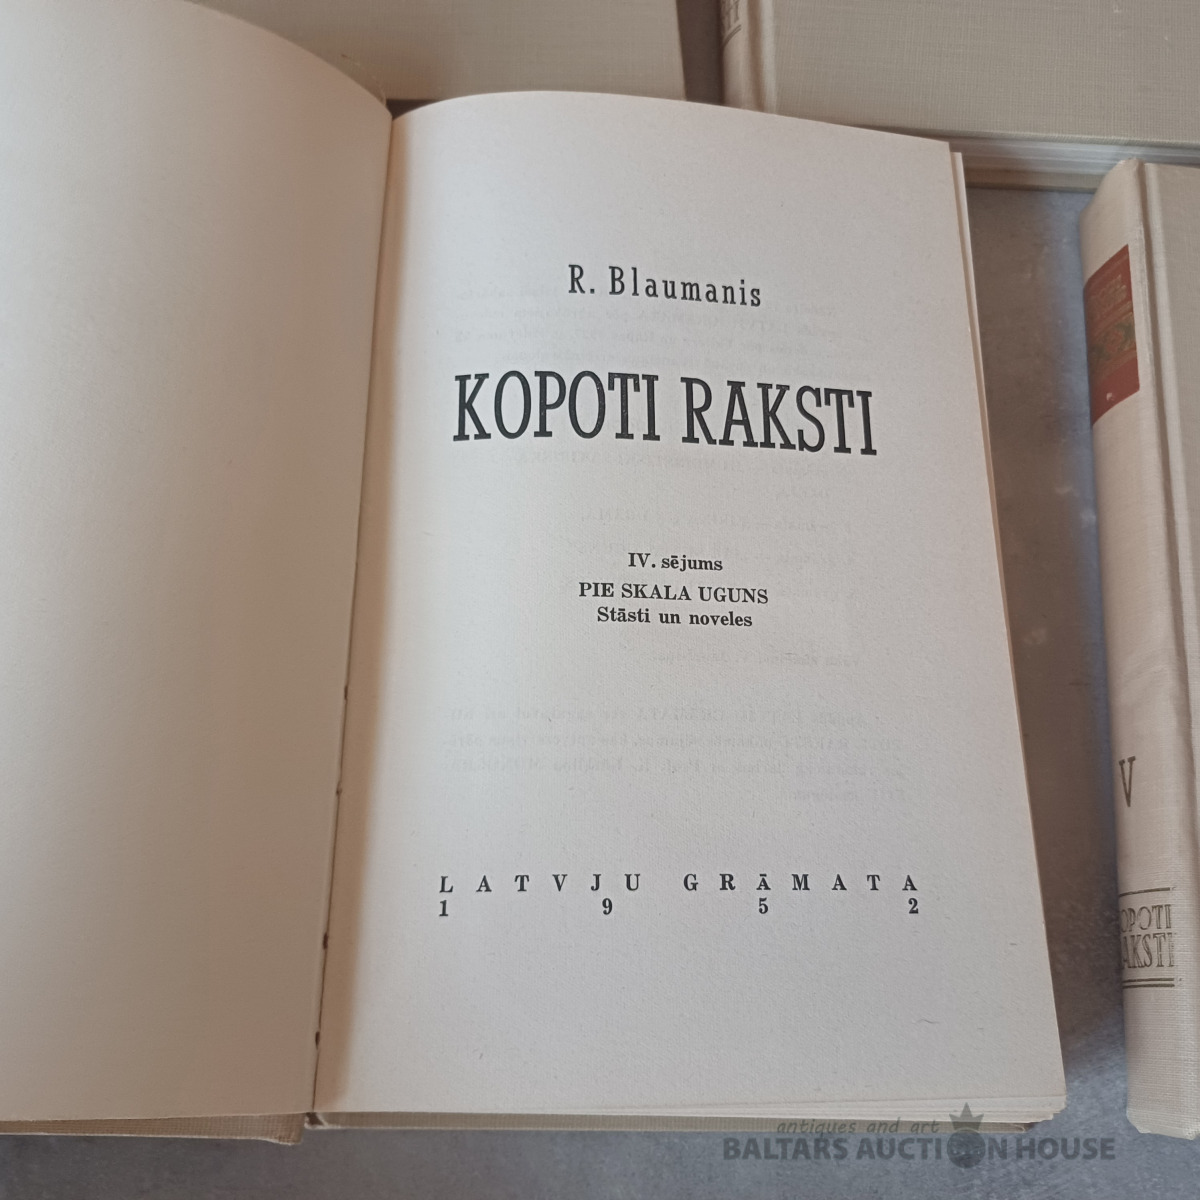 R. Blaumanis
KOPOTI RAKSTI
IV. sējums
PIE SKALA UGUNS
Stāsti un noveles
LATVJU GRĀMATA
1952
V
KOPOTI
RAKSTI
antiques and art
BALTARS AUCTION HOUSE